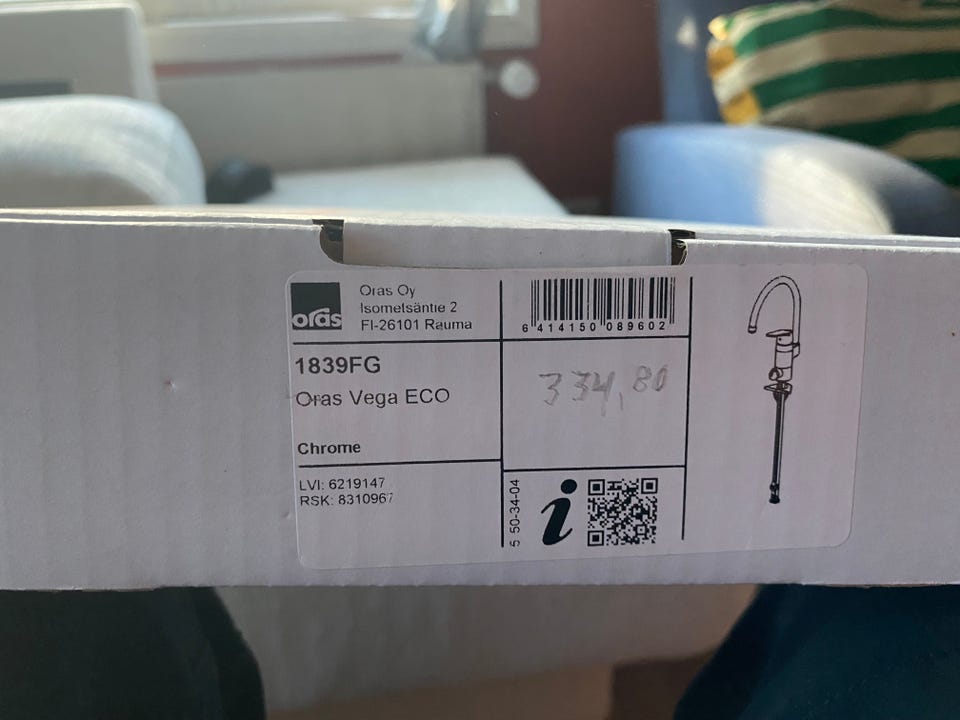 oras
Oras Oy
Isometsäntie 2
FI-26101 Rauma
6 414150 089602
1839FG
Oras Vega ECO
334,80
Chrome
LVI: 6219147
RSK: 8310967
5 50-34-04
i